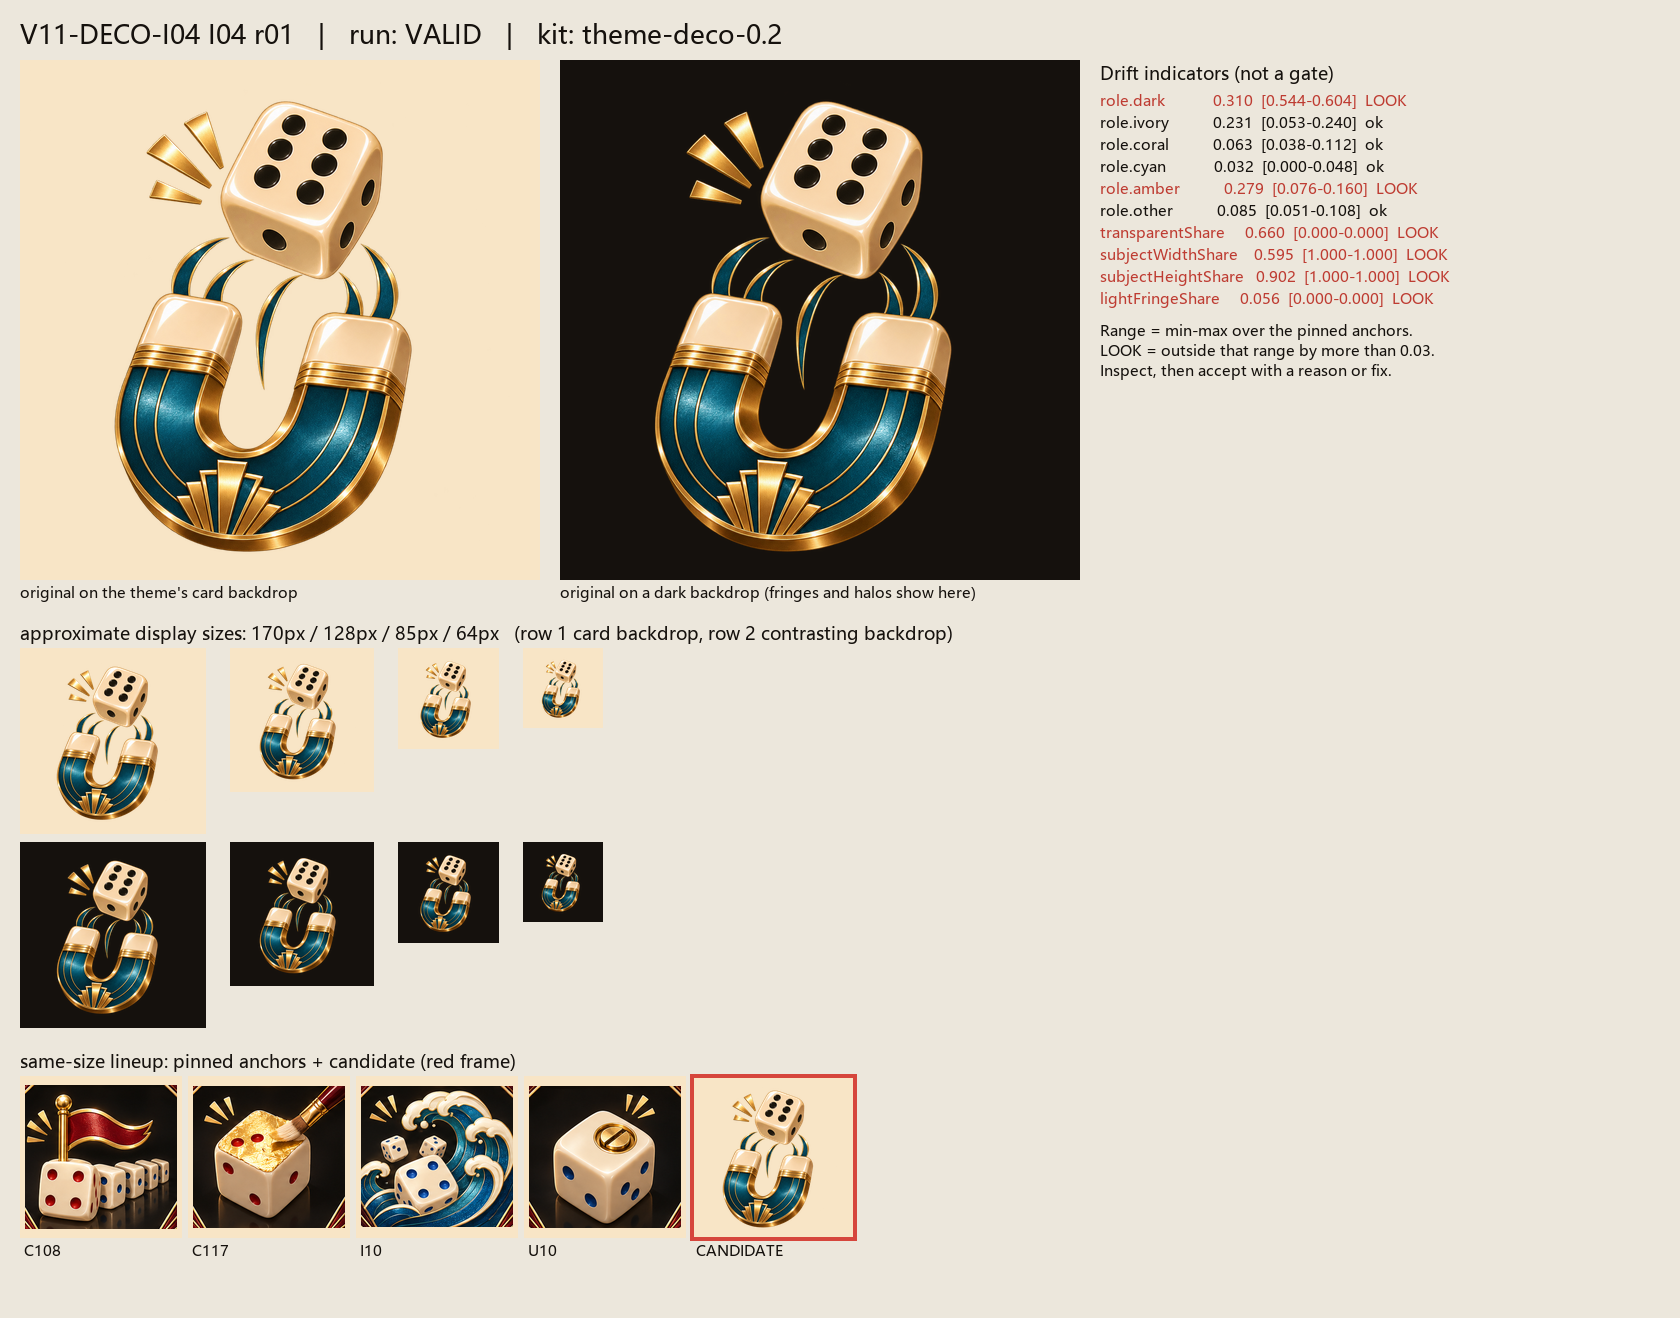 V11-DECO-I04 I04 r01 | run: VALID | kit: theme-deco-0.2
Drift indicators (not a gate)
role.dark 0.310 [0.544-0.604] LOOK
role.ivory 0.231 [0.053-0.240] ok
role.coral 0.063 [0.038-0.112] ok
role.cyan 0.032 [0.000-0.048] ok
role.amber 0.279 [0.076-0.160] LOOK
role.other 0.085 [0.051-0.108] ok
transparentShare 0.660 [0.000-0.000] LOOK
subjectWidthShare 0.595 [1.000-1.000] LOOK
subjectHeightShare 0.902 [1.000-1.000] LOOK
lightFringeShare 0.056 [0.000-0.000] LOOK
Range = min-max over the pinned anchors.
LOOK = outside that range by more than 0.03.
Inspect, then accept with a reason or fix.
original on the theme's card backdrop
original on a dark backdrop (fringes and halos show here)
approximate display sizes: 170px / 128px / 85px / 64px (row 1 card backdrop, row 2 contrasting backdrop)
same-size lineup: pinned anchors + candidate (red frame)
C108
C117
I10
U10
CANDIDATE